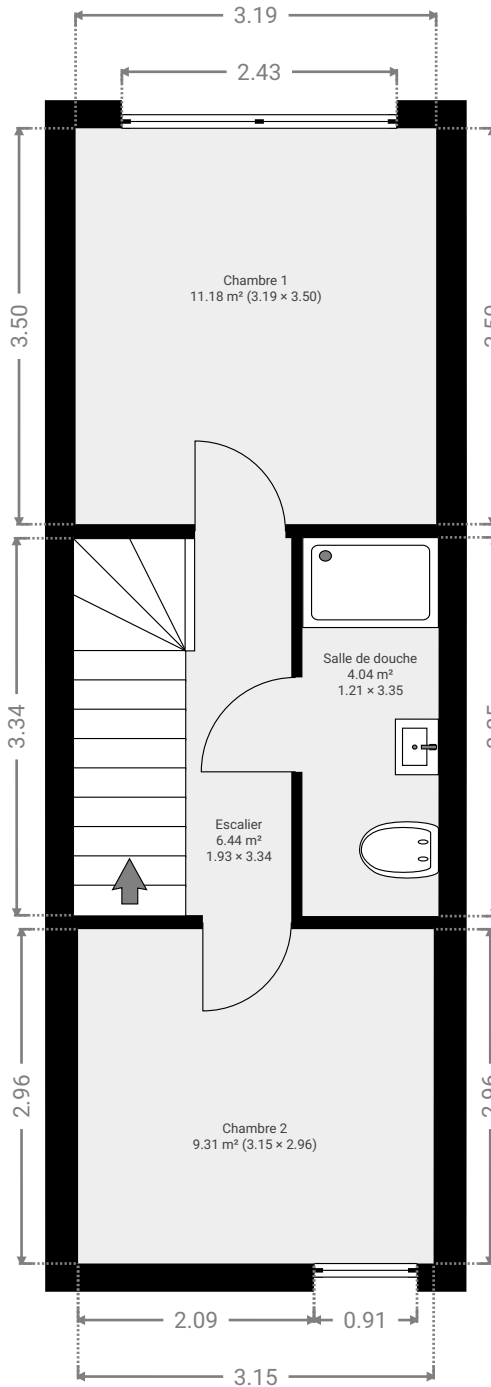 3.19
2.43
3.50
Chambre 1
11.18 m² (3.19 × 3.50)
3.34
Salle de douche
4.04 m²
1.21 × 3.35
Escalier
6.44 m²
1.93 × 3.34
2.96
2.96
Chambre 2
9.31 m² (3.15 × 2.96)
2.09
0.91
3.15